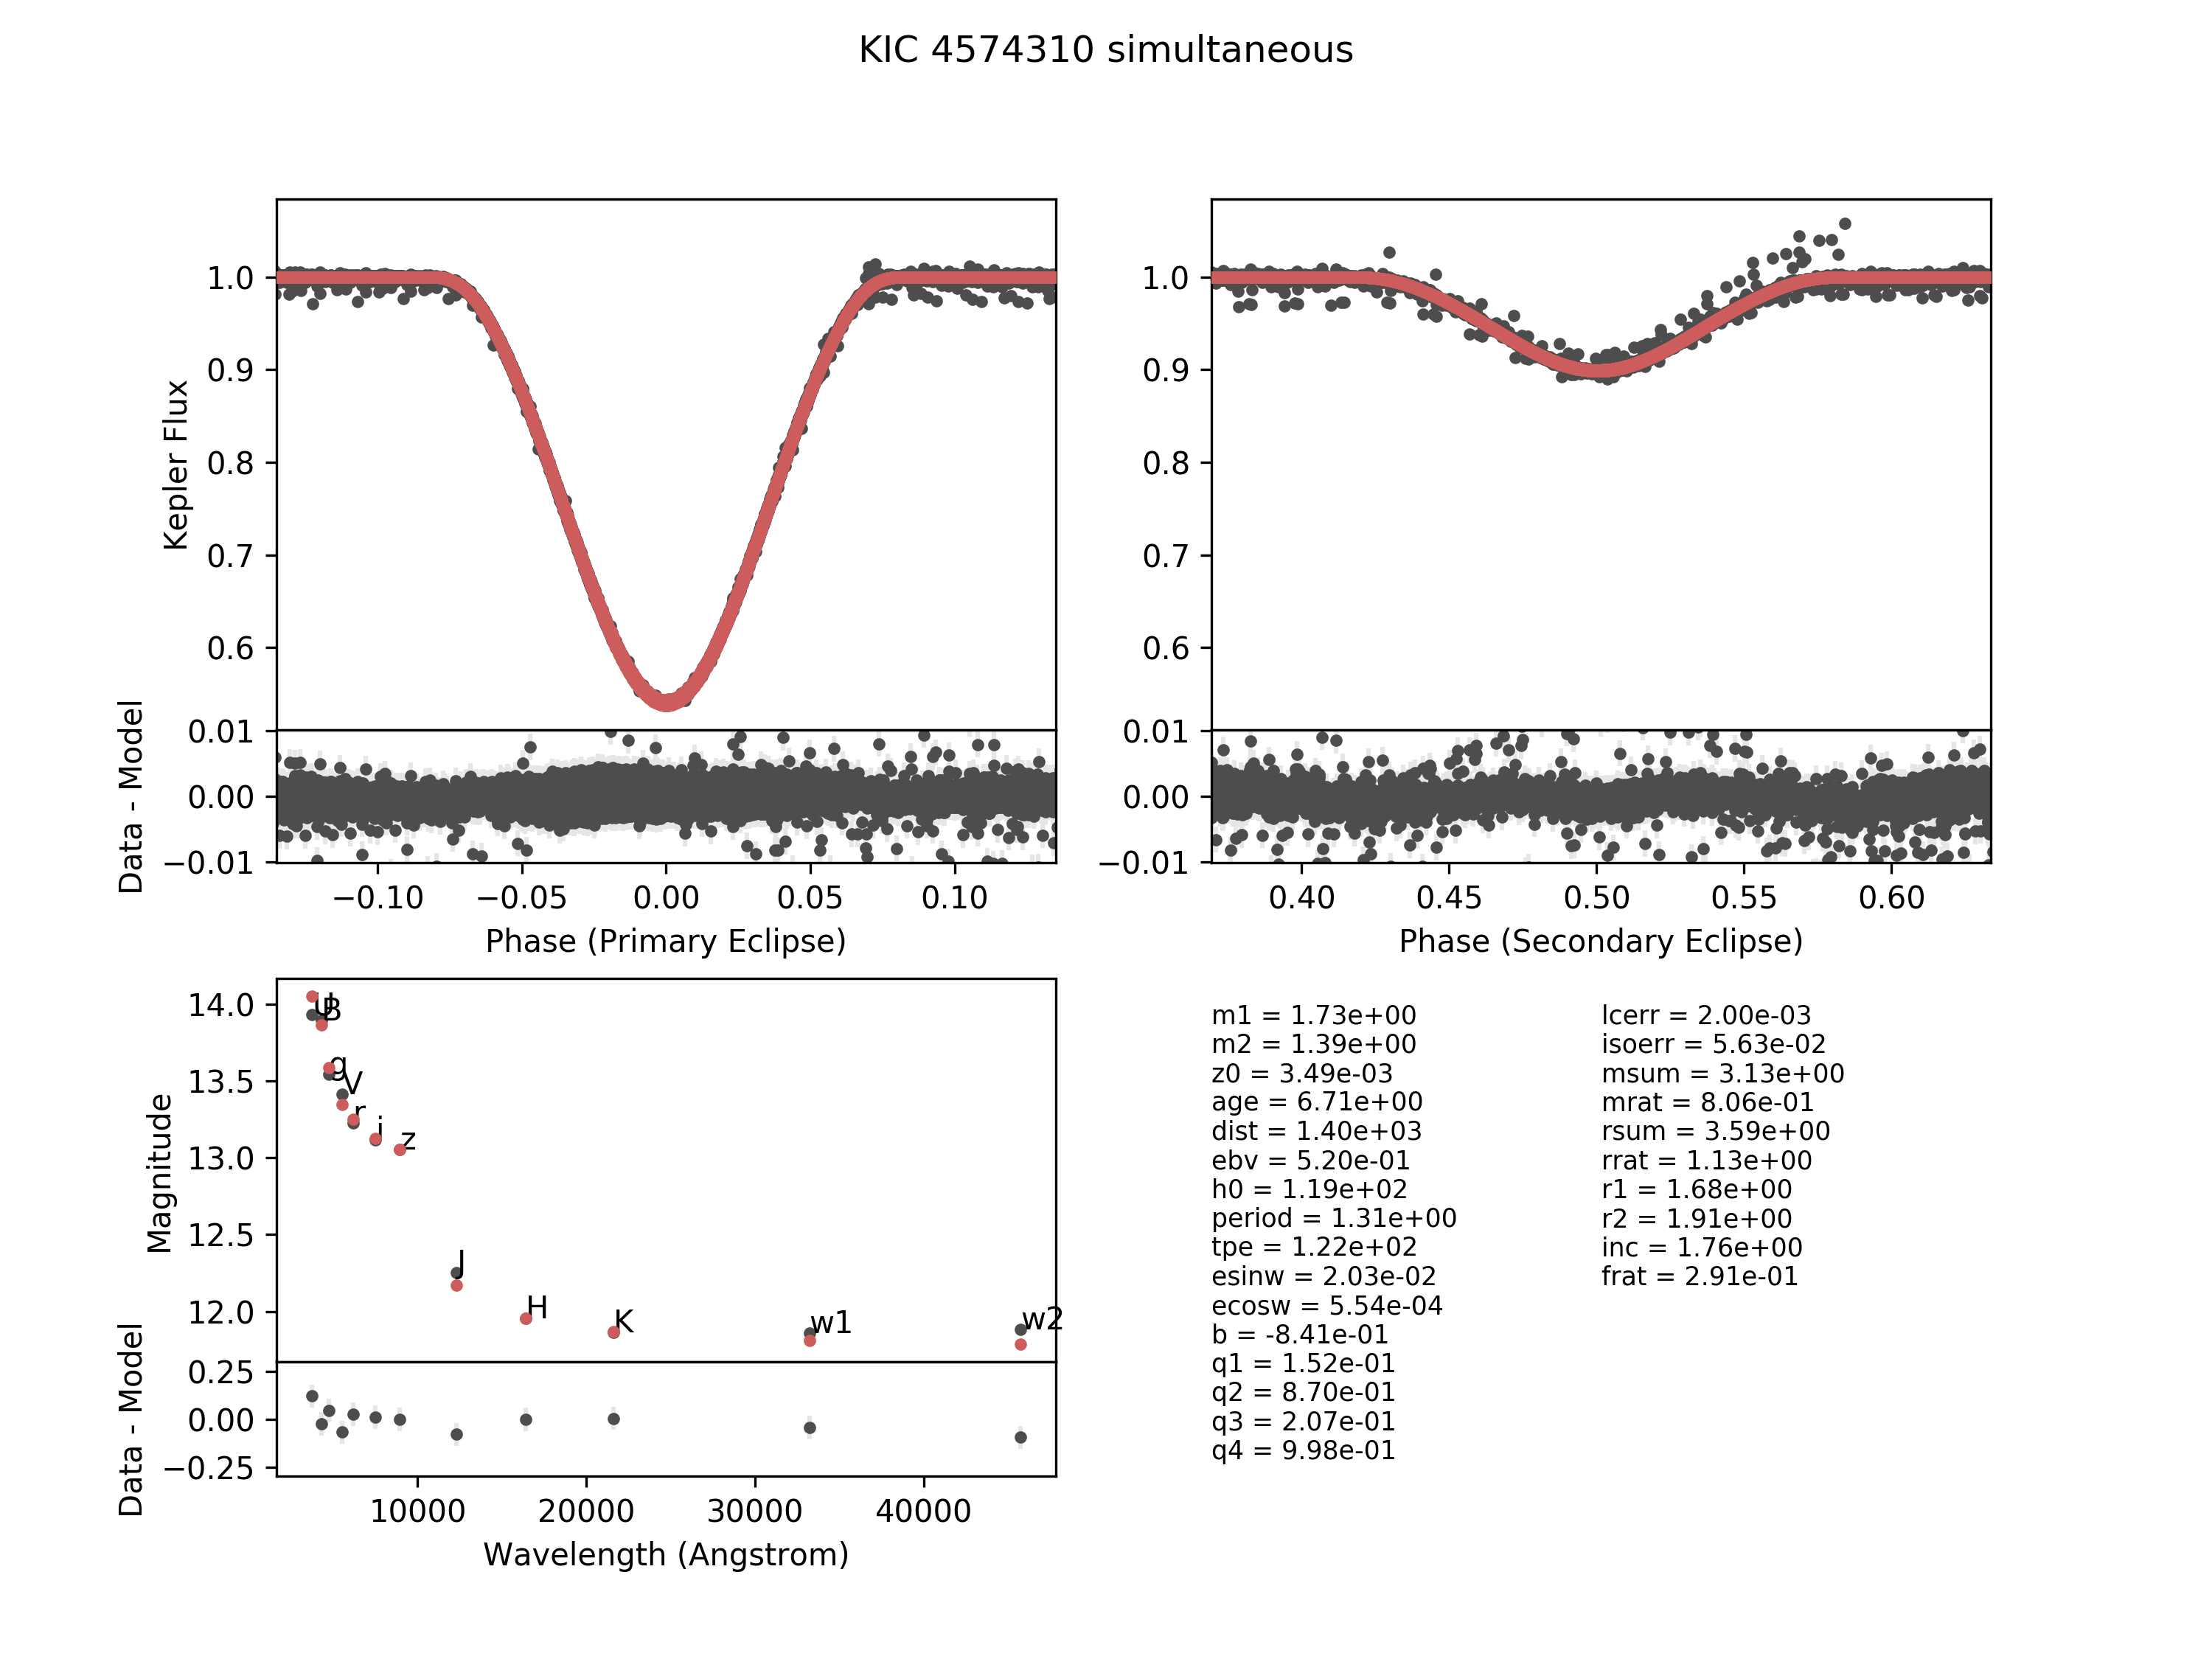 KIC 4574310 simultaneous
Kepler Flux
1.0
0.9
0.8
0.7
0.6
Data - Model
0.01
0.00
−0.01
−0.10 −0.05 0.00 0.05 0.10
Phase (Primary Eclipse)
1.0
0.9
0.8
0.7
0.6
0.01
0.00
−0.01
0.40 0.45 0.50 0.55 0.60
Phase (Secondary Eclipse)
Magnitude
14.0
13.5
13.0
12.5
12.0
U
B
g
V
r
i
z
J
H
K
w1
w2
Data - Model
0.25
0.00
−0.25
10000 20000 30000 40000
Wavelength (Angstrom)
m1 = 1.73e+00
m2 = 1.39e+00
z0 = 3.49e-03
age = 6.71e+00
dist = 1.40e+03
ebv = 5.20e-01
h0 = 1.19e+02
period = 1.31e+00
tpe = 1.22e+02
esinw = 2.03e-02
ecosw = 5.54e-04
b = -8.41e-01
q1 = 1.52e-01
q2 = 8.70e-01
q3 = 2.07e-01
q4 = 9.98e-01
lcerr = 2.00e-03
isoerr = 5.63e-02
msum = 3.13e+00
mrat = 8.06e-01
rsum = 3.59e+00
rrat = 1.13e+00
r1 = 1.68e+00
r2 = 1.91e+00
inc = 1.76e+00
frat = 2.91e-01